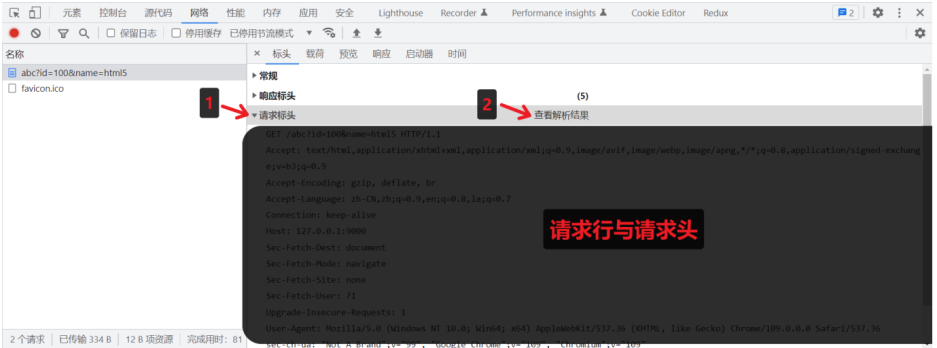 元素 控制台 源代码 网络 性能 内存 应用 安全 Lighthouse Recorder Performance insights Cookie Editor Redux 2
保留日志 停用缓存 已停用节流模式
名称
× 标头 载荷 预览 响应 启动器 时间
abc?id=100&name=html5
favicon.ico
常规
响应标头 (5)
1
2
请求标头 查看解析结果
GET /abc?id=100&name=html5 HTTP/1.1
Accept: text/html,application/xhtml+xml,application/xml;q=0.9,image/avif,image/webp,image/apng,*/*;q=0.8,application/signed-exchang
e;v=b3;q=0.9
Accept-Encoding: gzip, deflate, br
Accept-Language: zh-CN,zh;q=0.9,en;q=0.8,la;q=0.7
Connection: keep-alive
Host: 127.0.0.1:9000
Sec-Fetch-Dest: document
Sec-Fetch-Mode: navigate
Sec-Fetch-Site: none
Sec-Fetch-User: ?1
Upgrade-Insecure-Requests: 1
User-Agent: Mozilla/5.0 (Windows NT 10.0; Win64; x64) AppleWebKit/537.36 (KHTML, like Gecko) Chrome/109.0.0.0 Safari/537.36
sec-ch-ua: "Not A Brand";v="99", "Google Chrome";v="109", "Chromium";v="109"
请求行与请求头
2 个请求 已传输 334 B 12 B 项资源 完成用时：81